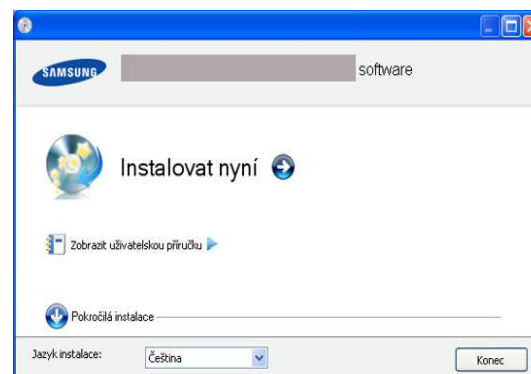 SAMSUNG
software
Instalovat nyní
Zobrazit uživatelskou příručku
Pokročilá instalace
Jazyk instalace:
Čeština
Konec